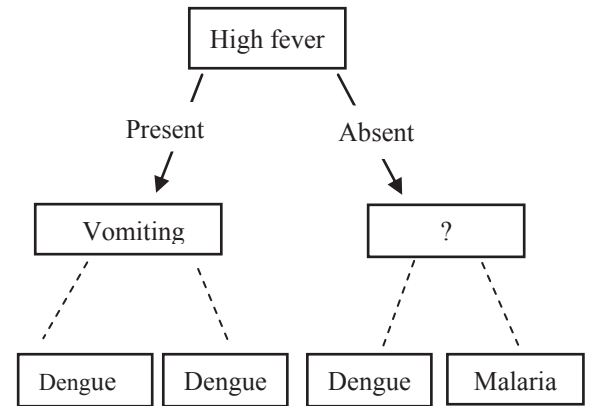 High fever
Present
Absent
Vomiting
?
Dengue
Dengue
Dengue
Malaria